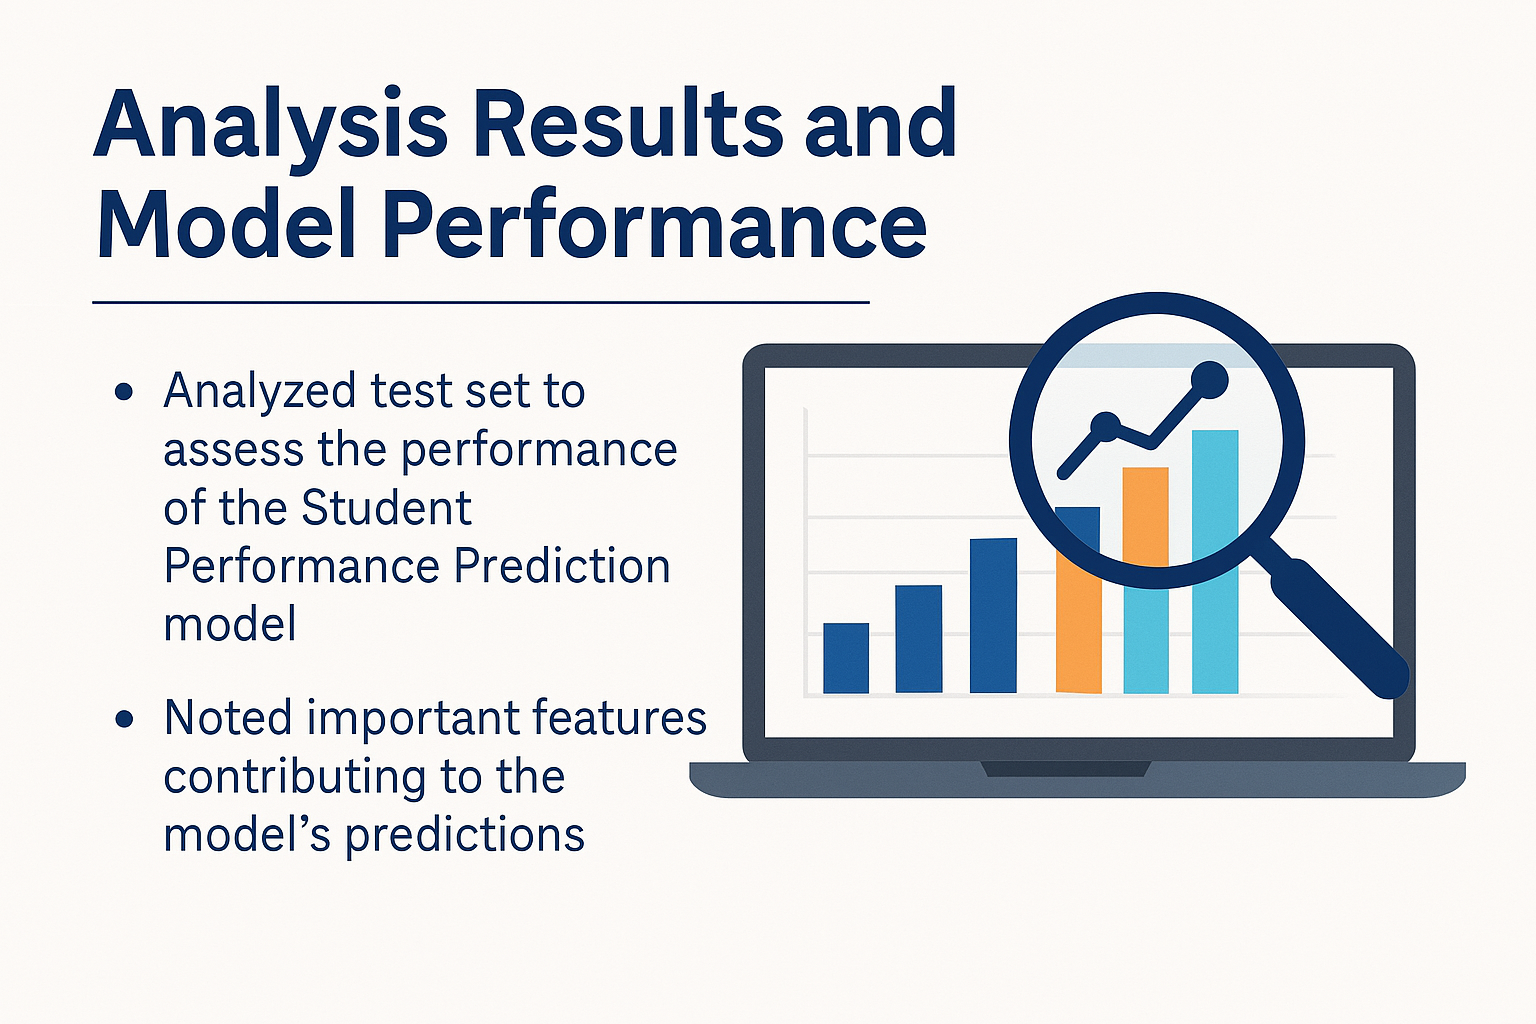 Analysis Results and
Model Performance
• Analyzed test set to
assess the performance
of the Student
Performance Prediction
model
• Noted important features
contributing to the
model’s predictions